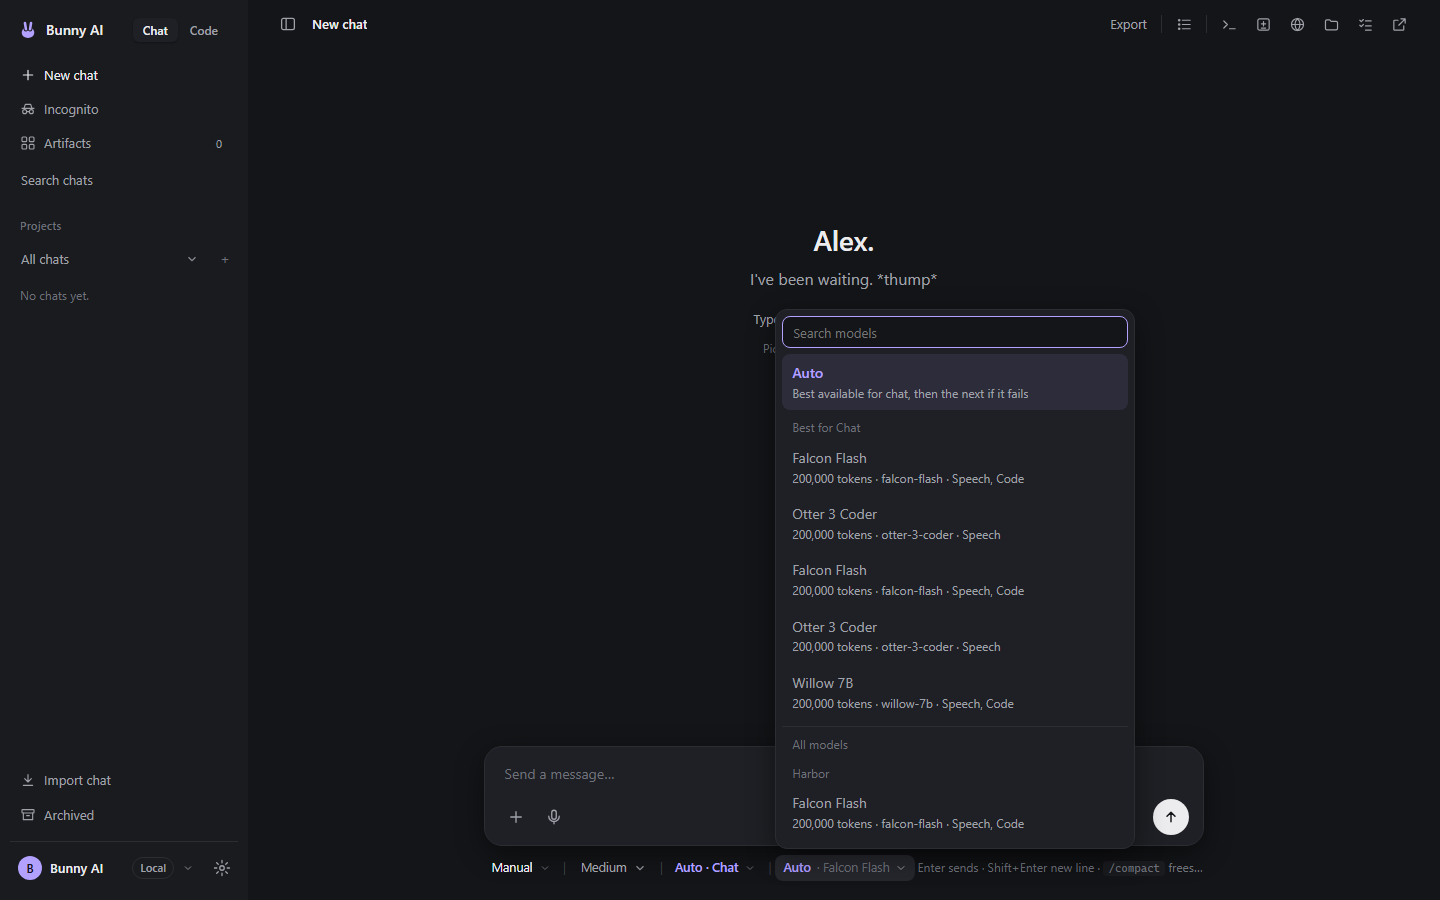 Bunny AI
Chat
Code
New chat
Export
New chat
Incognito
Artifacts
0
Search chats
Projects
All chats
No chats yet.
Alex.
I've been waiting. *thump*
Search models
Auto
Best available for chat, then the next if it fails
Best for Chat
Falcon Flash
200,000 tokens · falcon-flash · Speech, Code
Otter 3 Coder
200,000 tokens · otter-3-coder · Speech
Falcon Flash
200,000 tokens · falcon-flash · Speech, Code
Otter 3 Coder
200,000 tokens · otter-3-coder · Speech
Willow 7B
200,000 tokens · willow-7b · Speech, Code
All models
Harbor
Falcon Flash
200,000 tokens · falcon-flash · Speech, Code
Send a message...
Import chat
Archived
B
Bunny AI
Local
Manual
Medium
Auto · Chat
Auto · Falcon Flash
Enter sends · Shift+Enter new line · /compact frees...